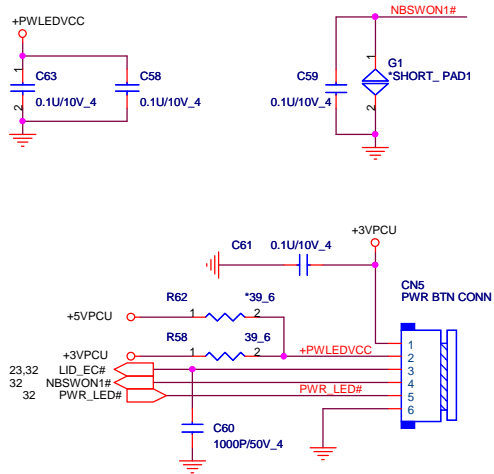 +PWLEDVCC
NBSWON1#
1
C63
0.1U/10V_4
2
C58
0.1U/10V_4
C59
0.1U/10V_4
1
G1
*SHORT_ PAD1
2
+3VPCU
C61
0.1U/10V_4
CN5
PWR BTN CONN
R62
*39_6
+5VPCU
1
2
R58
39_6
+3VPCU
1
2
+PWLEDVCC
23,32
LID_EC#
32
NBSWON1#
32
PWR_LED#
PWR_LED#
1
2
3
4
5
6
C60
1000P/50V_4